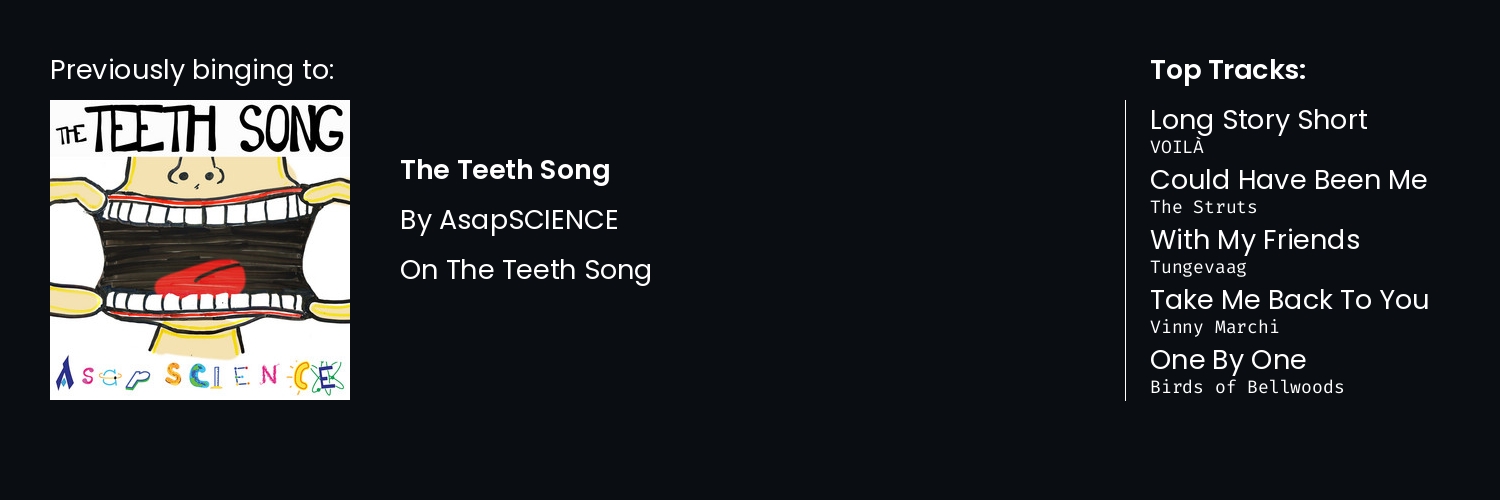 Previously binging to:
THE TEETH SONG
AsapSCIENCE
The Teeth Song
By AsapSCIENCE
On The Teeth Song
Top Tracks:
Long Story Short
VOILÀ
Could Have Been Me
The Struts
With My Friends
Tungevaag
Take Me Back To You
Vinny Marchi
One By One
Birds of Bellwoods